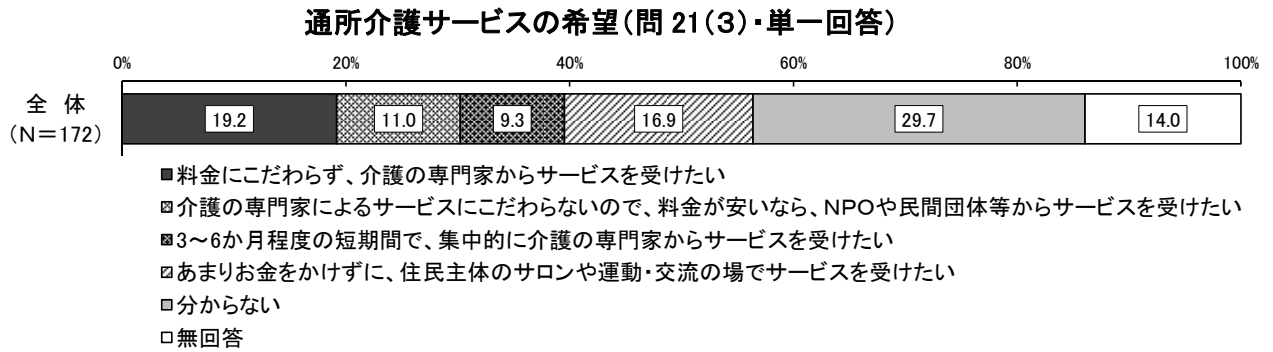 通所介護サービスの希望(問 21(3)・単一回答)
0% 20% 40% 60% 80% 100%
全 体
(N=172)
19.2 11.0 9.3 16.9 29.7 14.0
料金にこだわらず、介護の専門家からサービスを受けたい
介護の専門家によるサービスにこだわらないので、料金が安いなら、NPOや民間団体等からサービスを受けたい
3~6か月程度の短期間で、集中的に介護の専門家からサービスを受けたい
あまりお金をかけずに、住民主体のサロンや運動・交流の場でサービスを受けたい
分からない
無回答